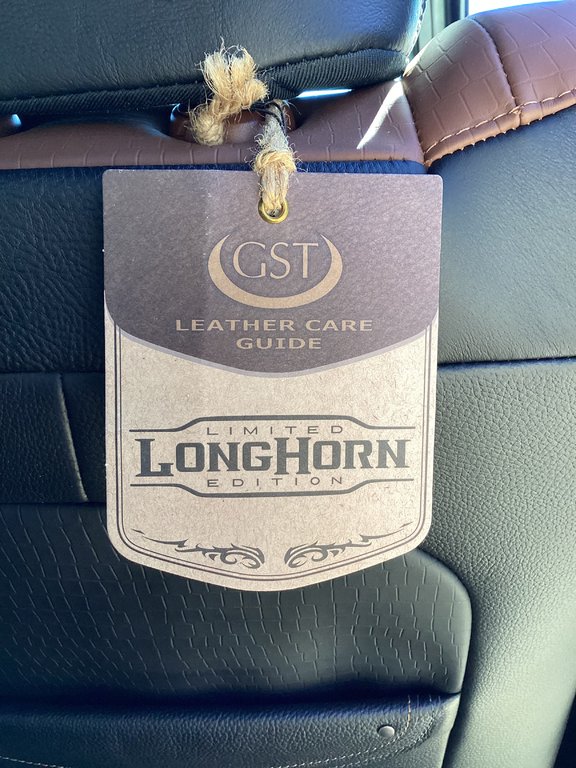 GST
LEATHER CARE
GUIDE
LIMITED
LONGHORN
EDITION